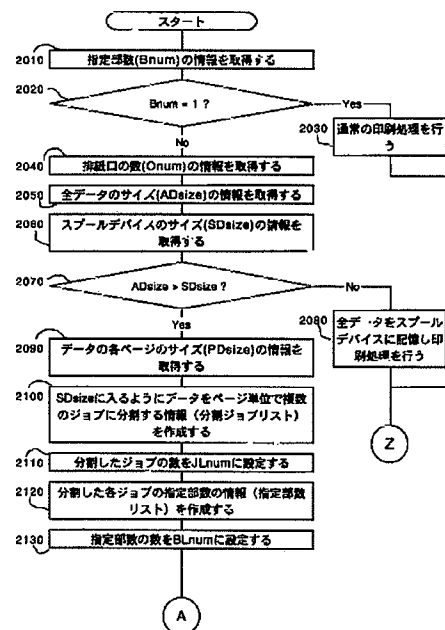 スタート
2010
指定部数(Bnum)の情報を取得する
2020
Bnum = 1 ?
Yes
2030
通常の印刷処理を行
う
No
2040
排紙口の数(Onum)の情報を取得する
2050
全データのサイズ(ADsize)の情報を取得する
2060
スプールデバイスのサイズ(SDsize)の情報を
取得する
2070
ADsize > SDsize ?
No
2080
全データをスプール
デバイスに記憶し印
刷処理を行う
Z
Yes
2090
データの各ページのサイズ(PDsize)の情報を
取得する
2100
SDsizeに入るようにデータをページ単位で複数
のジョブに分割する情報（分割ジョブリスト）
を作成する
2110
分割したジョブの数をJLnumに設定する
2120
分割した各ジョブの指定部数の情報（指定部数
リスト）を作成する
2130
指定部数の数をBLnumに設定する
A